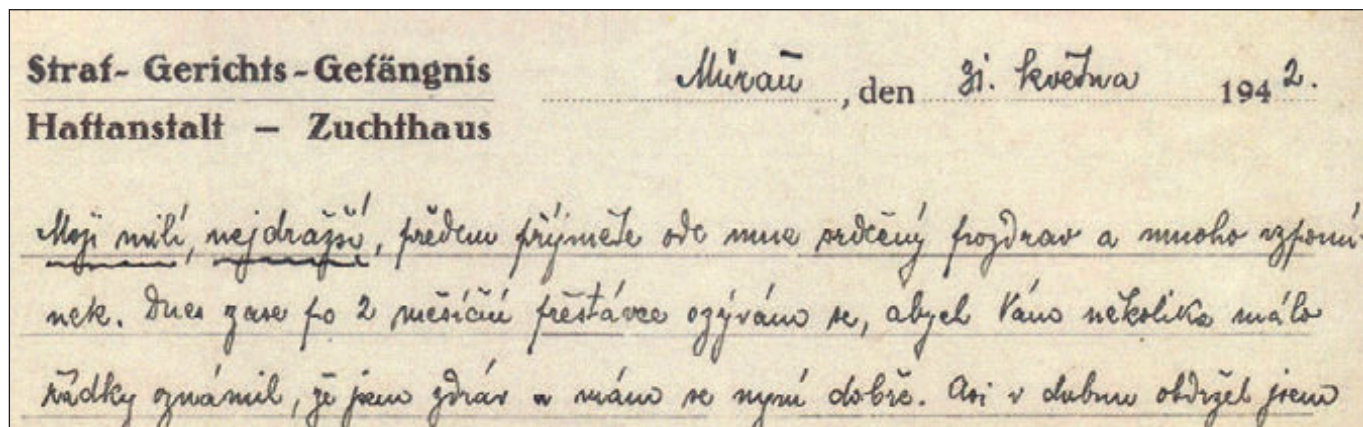 Straf- Gerichts-Gefängnis
Haftanstalt – Zuchthaus
Mürau, den 31. května 1942.
Moji milí, nejdražší, předem přijměte ode mne srdečný pozdrav a mnoho vzpomí-
nek. Dnes zase po 2 měsíční přestávce ozývám se, abych Vám několika málo
řádky oznámil, že jsem zdráv a mám se nyní dobře. Asi v dubnu obdržel jsem